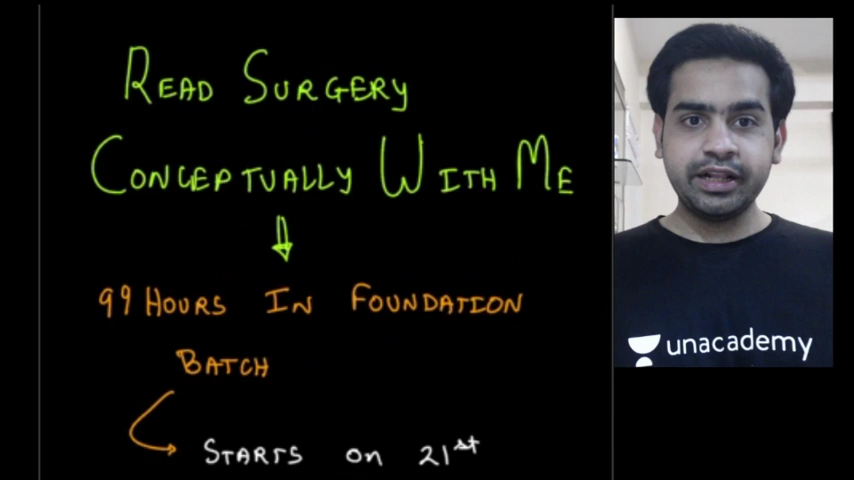 READ SURGERY
CONCEPTUALLY WITH ME
99 HOURS IN FOUNDATION
BATCH
STARTS on 21st
unacademy